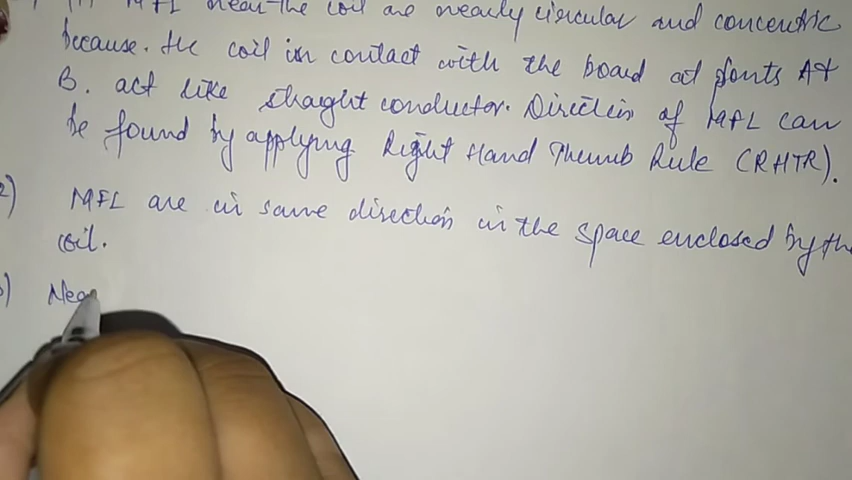 (1) MFL near the coil are nearly circular and concentric
because. the coil in contact with the board at points A &
B. act like straight conductor. Direction of MFL can
be found by applying Right Hand Thumb Rule (RHTR).
2) MFL are in same direction in the space enclosed by the
coil.
3) Nea